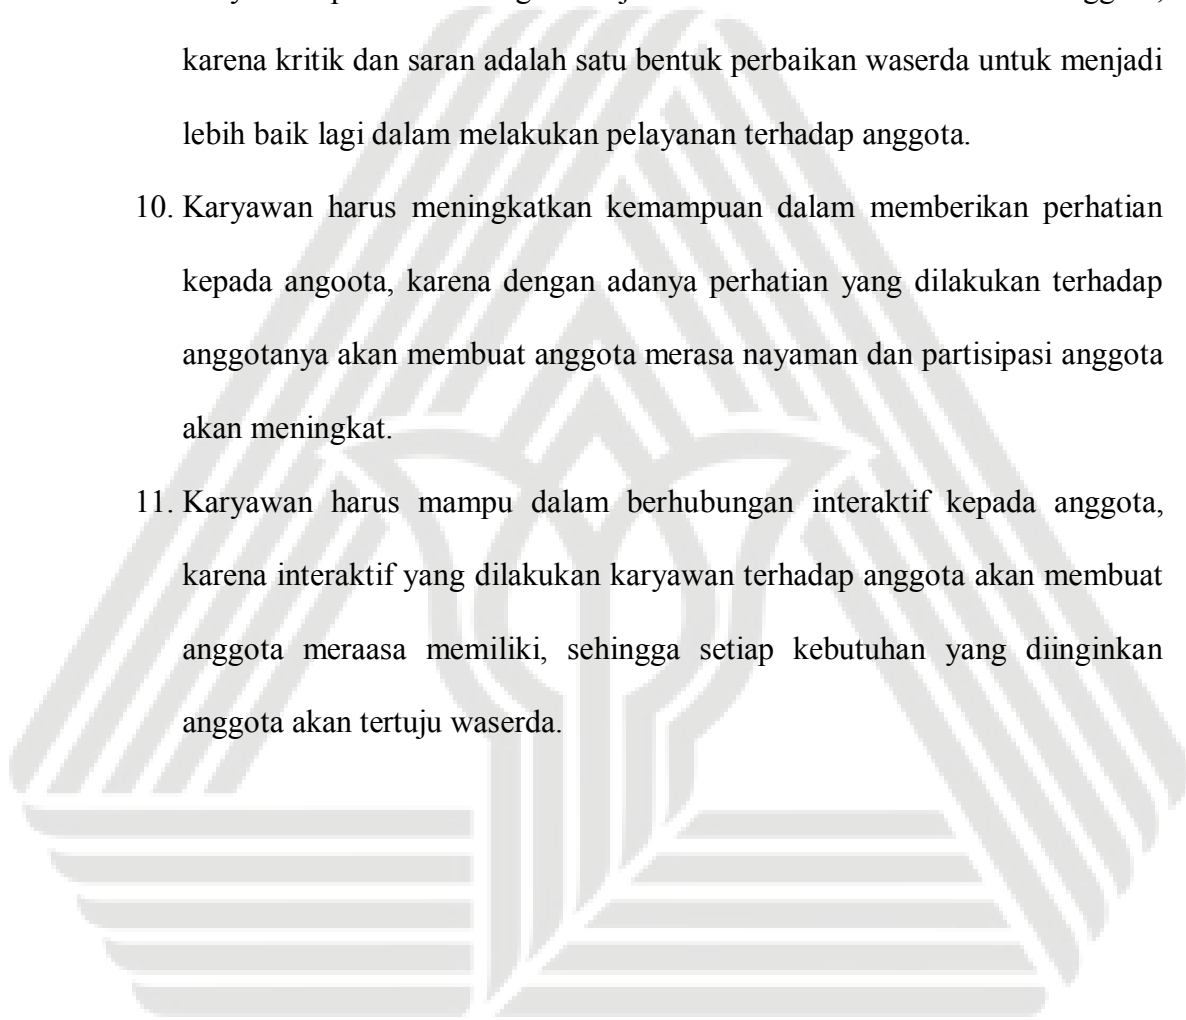 karena kritik dan saran adalah satu bentuk perbaikan waserda untuk menjadi
lebih baik lagi dalam melakukan pelayanan terhadap anggota.
10. Karyawan harus meningkatkan kemampuan dalam memberikan perhatian
kepada angoota, karena dengan adanya perhatian yang dilakukan terhadap
anggotanya akan membuat anggota merasa nayaman dan partisipasi anggota
akan meningkat.
11. Karyawan harus mampu dalam berhubungan interaktif kepada anggota,
karena interaktif yang dilakukan karyawan terhadap anggota akan membuat
anggota meraasa memiliki, sehingga setiap kebutuhan yang diinginkan
anggota akan tertuju waserda.